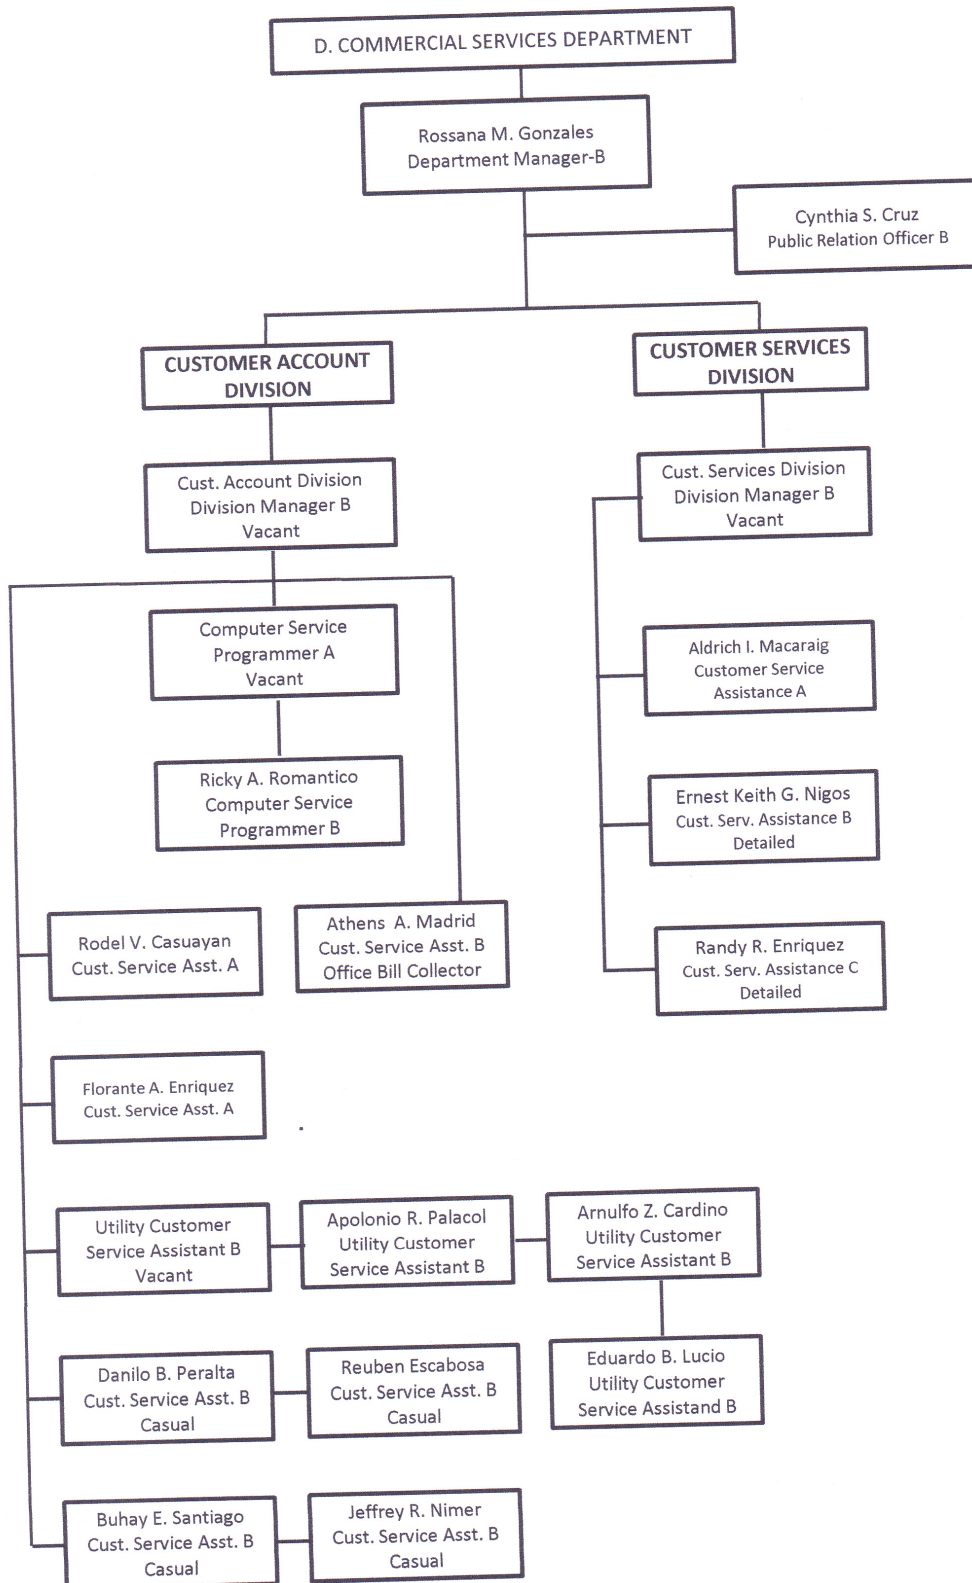 D. COMMERCIAL SERVICES DEPARTMENT
Rossana M. Gonzales
Department Manager-B
Cynthia S. Cruz
Public Relation Officer B
CUSTOMER ACCOUNT
DIVISION
CUSTOMER SERVICES
DIVISION
Cust. Account Division
Division Manager B
Vacant
Cust. Services Division
Division Manager B
Vacant
Computer Service
Programmer A
Vacant
Aldrich I. Macaraig
Customer Service
Assistance A
Ricky A. Romantico
Computer Service
Programmer B
Ernest Keith G. Nigos
Cust. Serv. Assistance B
Detailed
Rodel V. Casuayan
Cust. Service Asst. A
Athens A. Madrid
Cust. Service Asst. B
Office Bill Collector
Randy R. Enriquez
Cust. Serv. Assistance C
Detailed
Florante A. Enriquez
Cust. Service Asst. A
Utility Customer
Service Assistant B
Vacant
Apolonio R. Palacol
Utility Customer
Service Assistant B
Arnulfo Z. Cardino
Utility Customer
Service Assistant B
Danilo B. Peralta
Cust. Service Asst. B
Casual
Reuben Escabosa
Cust. Service Asst. B
Casual
Eduardo B. Lucio
Utility Customer
Service Assistand B
Buhay E. Santiago
Cust. Service Asst. B
Casual
Jeffrey R. Nimer
Cust. Service Asst. B
Casual